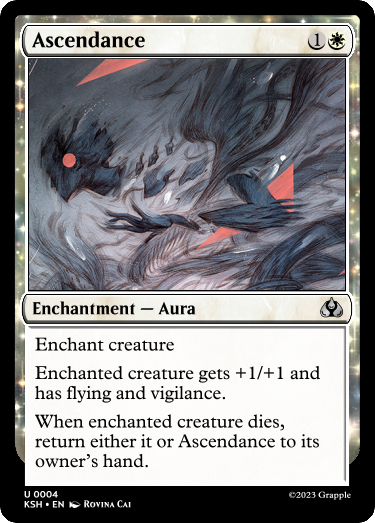 Ascendance 1
Enchantment — Aura
Enchant creature
Enchanted creature gets +1/+1 and
has flying and vigilance.
When enchanted creature dies,
return either it or Ascendance to its
owner's hand.
U 0004
KSH • EN Rovina Cai
©2023 Grapple